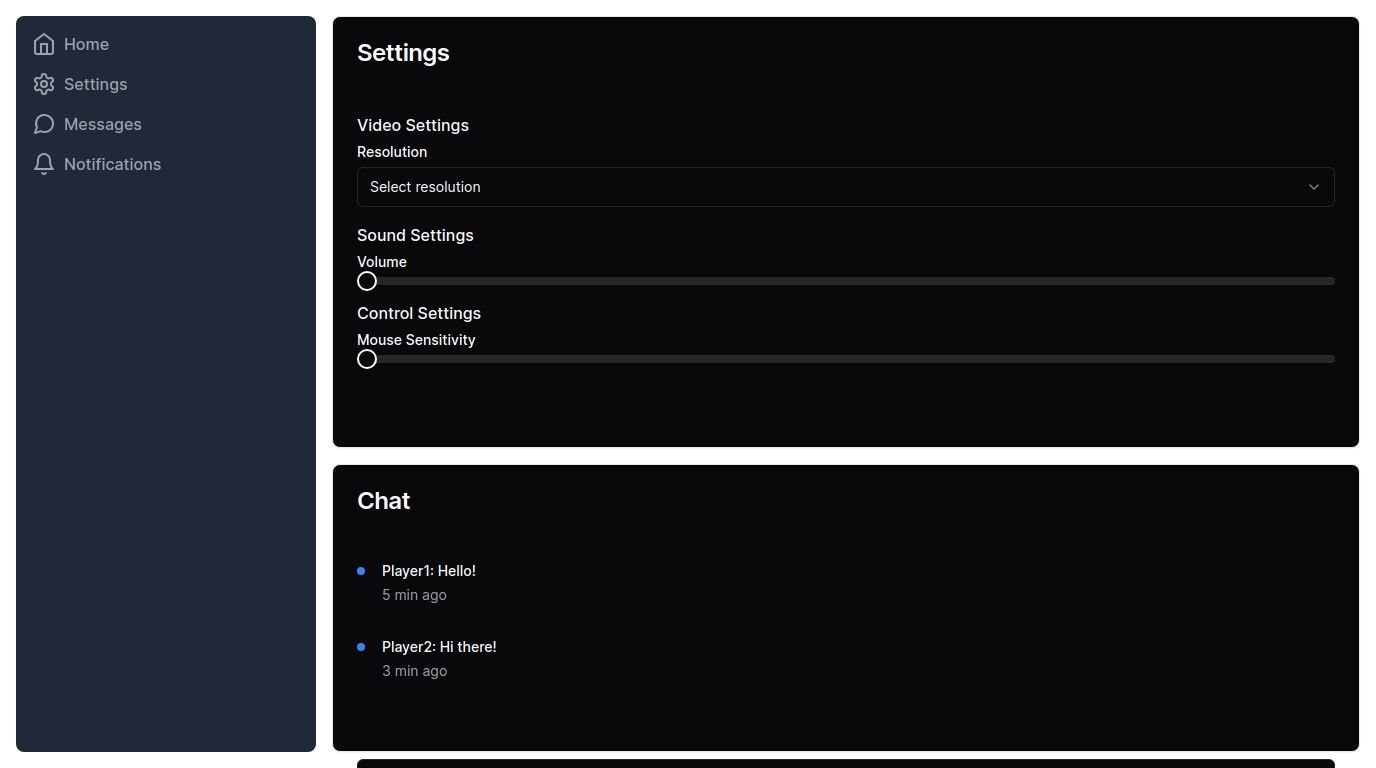 Home
Settings
Messages
Notifications
Settings
Video Settings
Resolution
Select resolution
Sound Settings
Volume
Control Settings
Mouse Sensitivity
Chat
Player1: Hello!
5 min ago
Player2: Hi there!
3 min ago